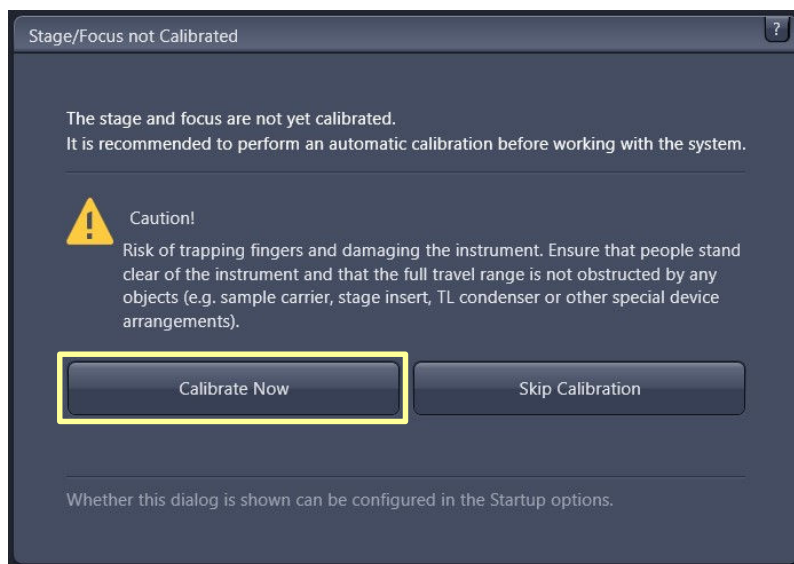 Stage/Focus not Calibrated
?
The stage and focus are not yet calibrated.
It is recommended to perform an automatic calibration before working with the system.
Caution!
Risk of trapping fingers and damaging the instrument. Ensure that people stand
clear of the instrument and that the full travel range is not obstructed by any
objects (e.g. sample carrier, stage insert, TL condenser or other special device
arrangements).
Calibrate Now
Skip Calibration
Whether this dialog is shown can be configured in the Startup options.